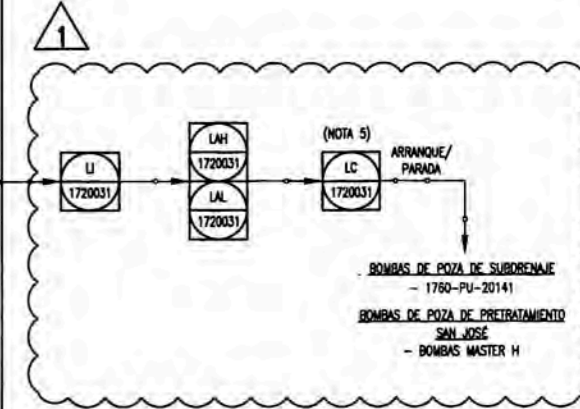 1
LI
1720031
LAH
1720031
LAL
1720031
(NOTA 5)
LC
1720031
ARRANQUE/
PARADA
BOMBAS DE POZA DE SUBDRENAJE
- 1760-PU-20141
BOMBAS DE POZA DE PRETRATAMIENTO
SAN JOSÉ
- BOMBAS MASTER H